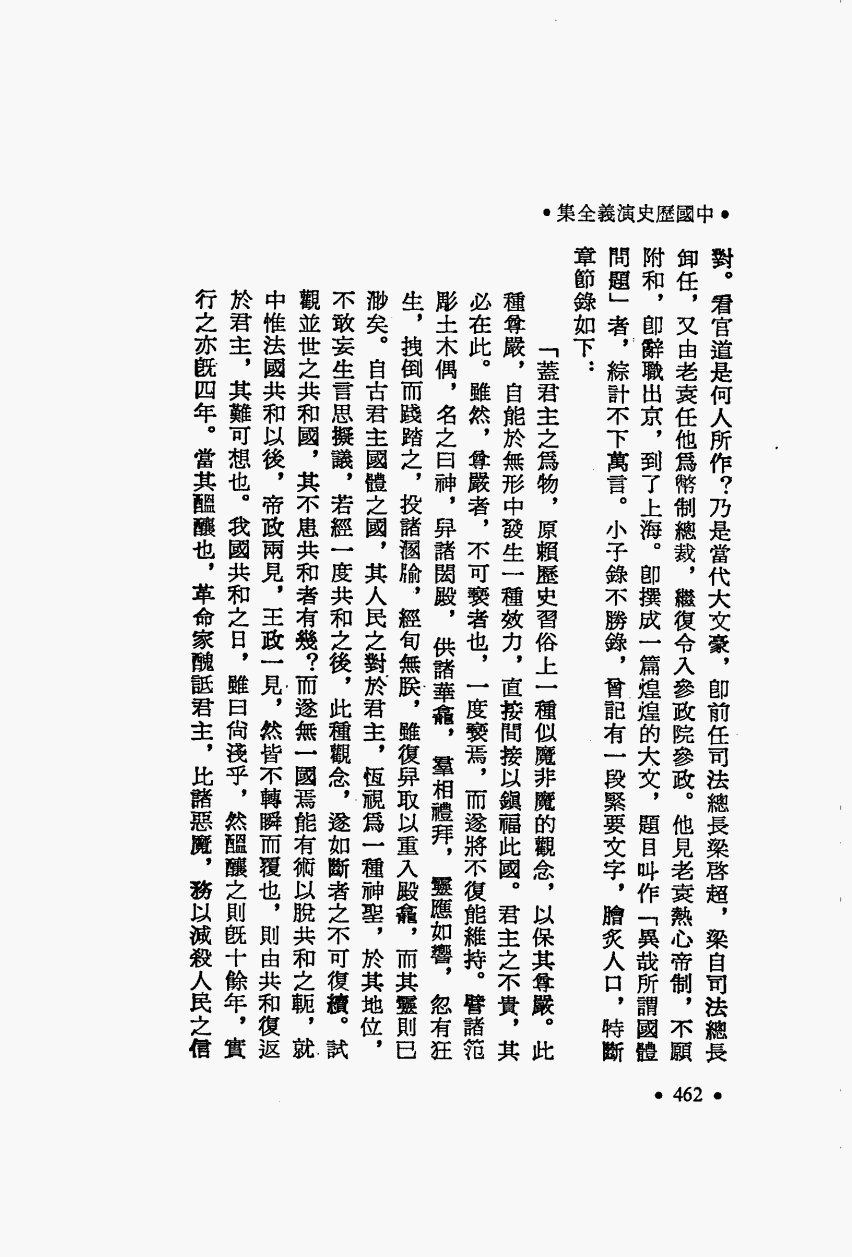 •中國歷史演義全集•
對。看官道是何人所作？乃是當代大文豪，卽前任司法總長梁啓超，梁自司法總長
卸任，又由老袁任他爲幣制總裁，繼復令入參政院參政。他見老袁熱心帝制，不願
附和，卽辭職出京，到了上海。卽撰成一篇煌煌的大文，題目叫作「異哉所謂國體
問題」者，綜計不下萬言。小子錄不勝錄，曾記有一段緊要文字，膾炙人口，特斷
章節錄如下：
「蓋君主之爲物，原賴歷史習俗上一種似魔非魔的觀念，以保其尊嚴。此
種尊嚴，自能於無形中發生一種效力，直接間接以鎭福此國。君主之不貴，其
必在此。雖然，尊嚴者，不可褻者也，一度褻焉，而遂將不復能維持。譬諸范
彫土木偶，名之曰神，舁諸閎殿，供諸華龕，羣相禮拜，靈應如響，忽有狂
生，拽倒而踐踏之，投諸溷牏，經旬無朕，雖復舁取以重入殿龕，而其靈則已
渺矣。自古君主國體之國，其人民之對於君主，恆視爲一種神聖，於其地位，
不敢妄生言思擬議，若經一度共和之後，此種觀念，遂如斷者之不可復續。試
觀並世之共和國，其不患共和者有幾？而遂無一國焉能有術以脫共和之軛，就
中惟法國共和以後，帝政兩見，王政一見，然皆不轉瞬而覆也，則由共和復返
於君主，其難可想也。我國共和之日，雖曰尙淺乎，然醞釀之則旣十餘年，實
行之亦旣四年。當其醞釀也，革命家醜詆君主，比諸惡魔，務以減殺人民之信
•462•